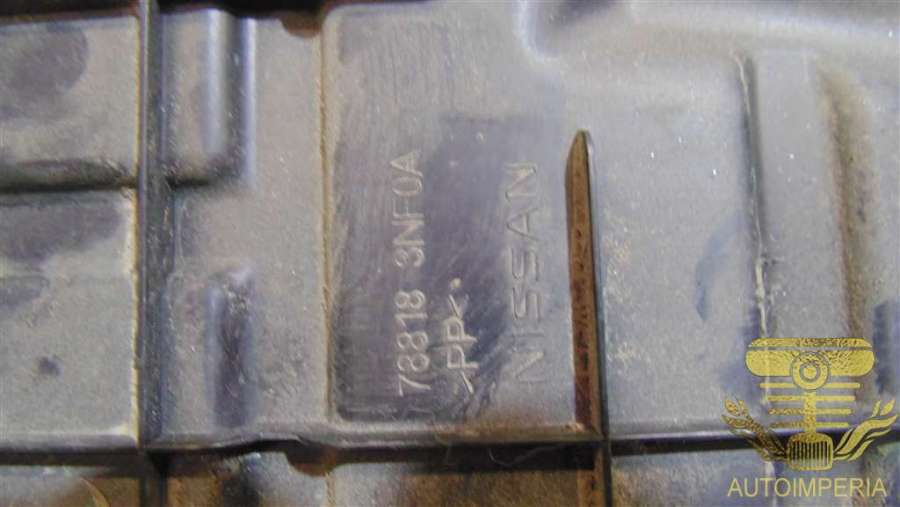 78818 3NF0A
>PP<
NISSAN
AUTOIMPERIA